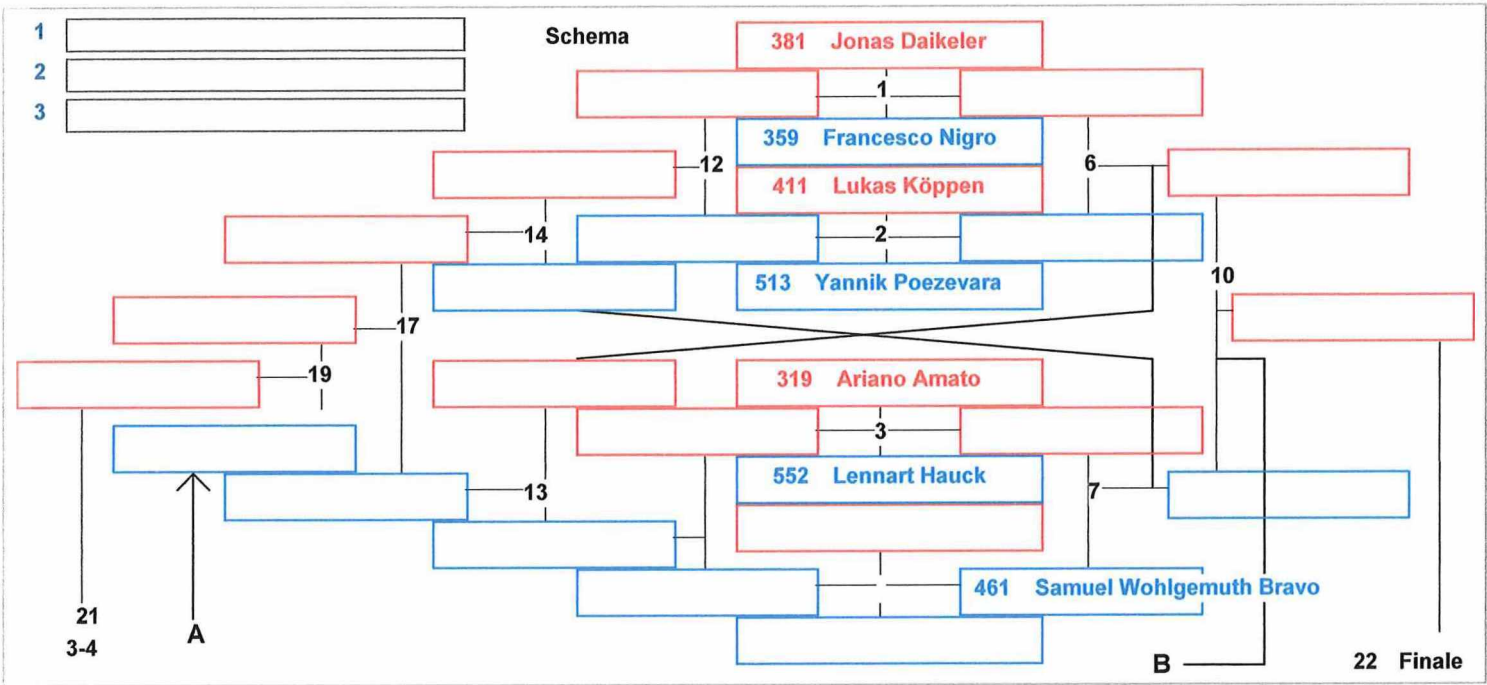 1
2
3
Schema
381 Jonas Daikeler
1
359 Francesco Nigro
12
6
411 Lukas Köppen
14
2
10
513 Yannik Poezevara
17
19
319 Ariano Amato
3
552 Lennart Hauck
13
7
461 Samuel Wohlgemuth Bravo
21
3-4
A
B
22 Finale